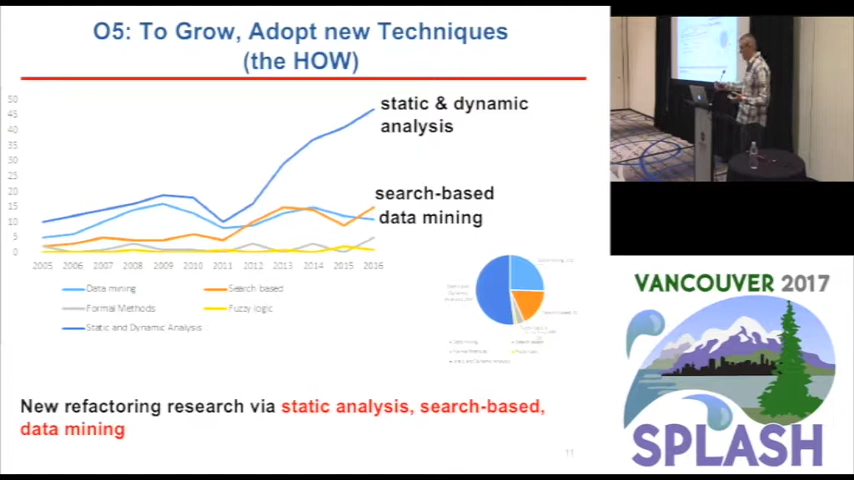 O5: To Grow, Adopt new Techniques
(the HOW)
50
45
40
35
30
25
20
15
10
5
0
static & dynamic
analysis
search-based
data mining
2005 2006 2007 2008 2009 2010 2011 2012 2013 2014 2015 2016
Data mining
Search based
Formal Methods
Fuzzy logic
Static and Dynamic Analysis
New refactoring research via static analysis, search-based,
data mining
11
VANCOUVER 2017
SPLASH